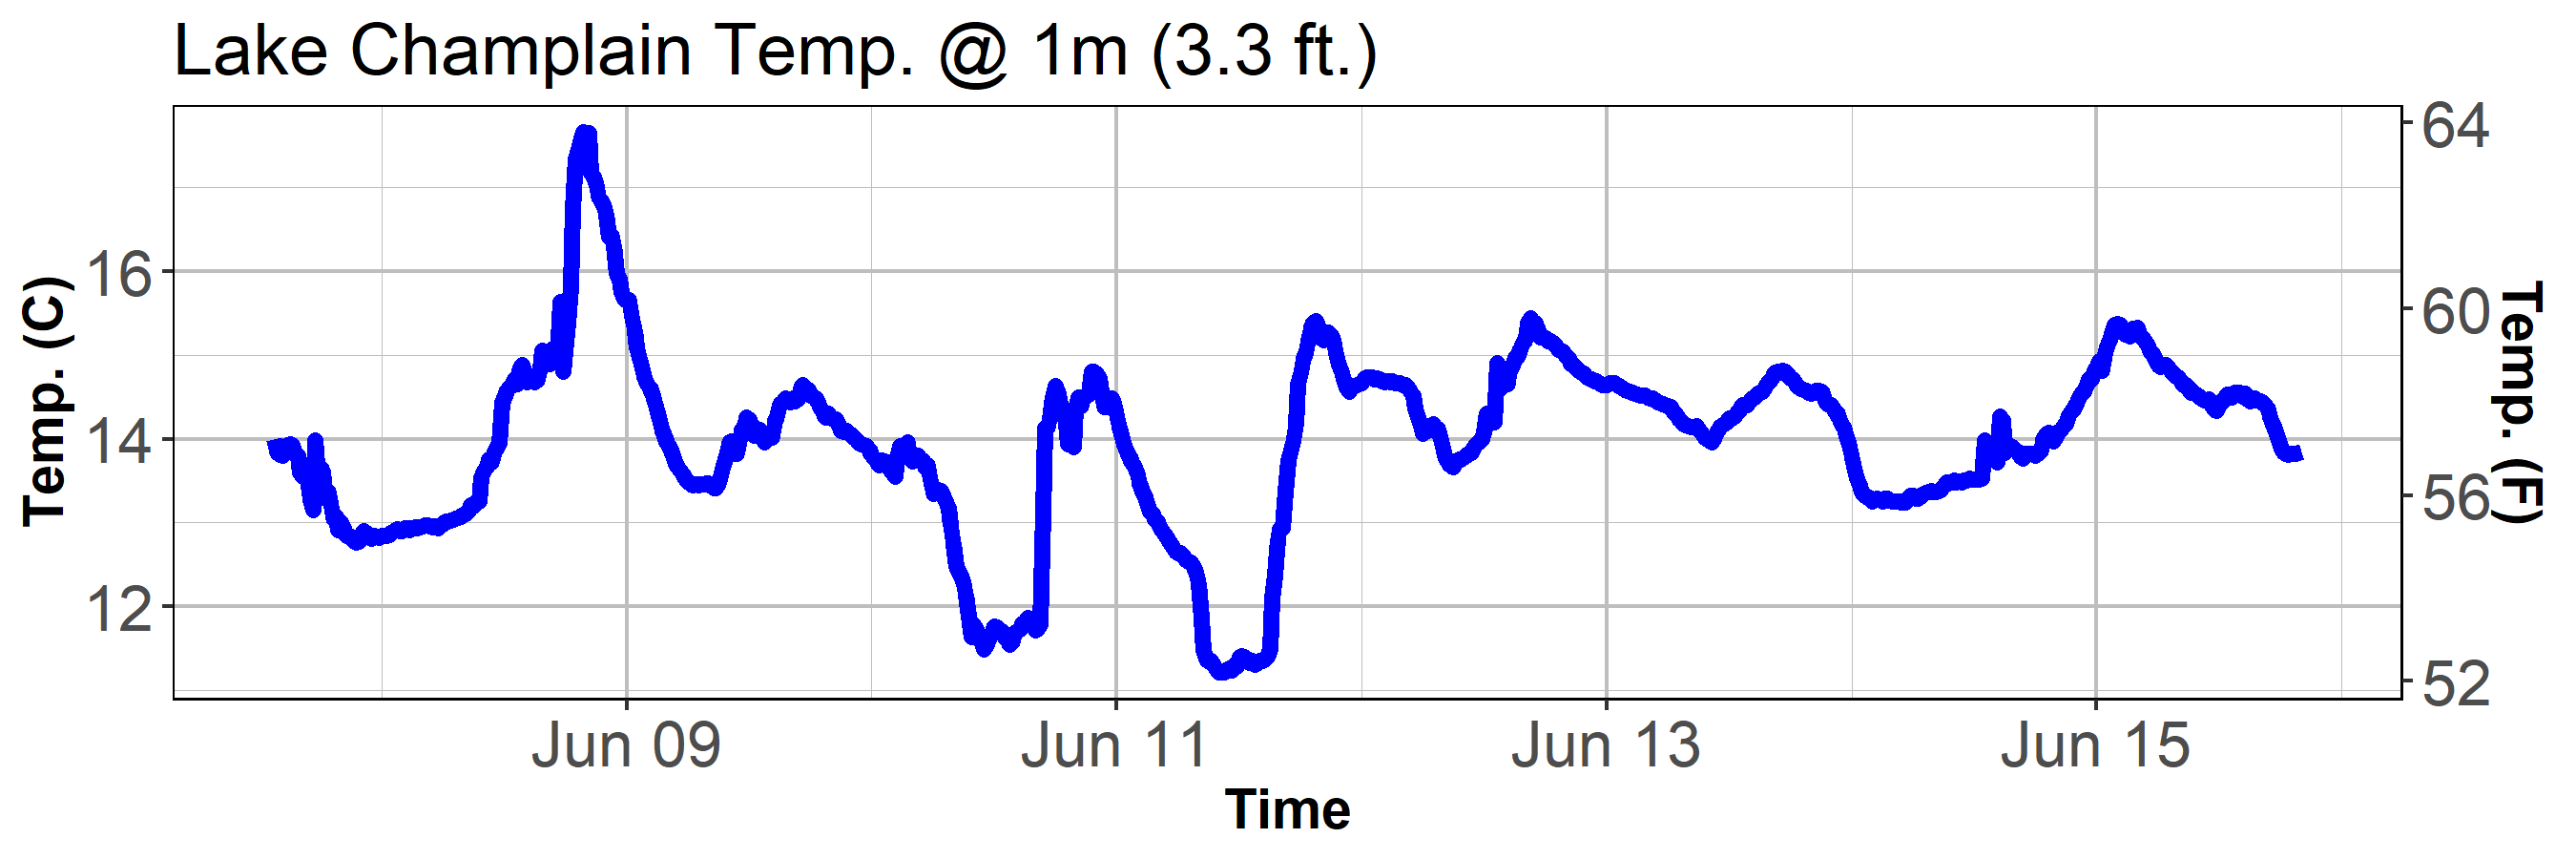 Lake Champlain Temp. @ 1m (3.3 ft.)
Temp. (C)
16
14
12
64
60
56
52
Temp. (F)
Jun 09 Jun 11 Jun 13 Jun 15
Time